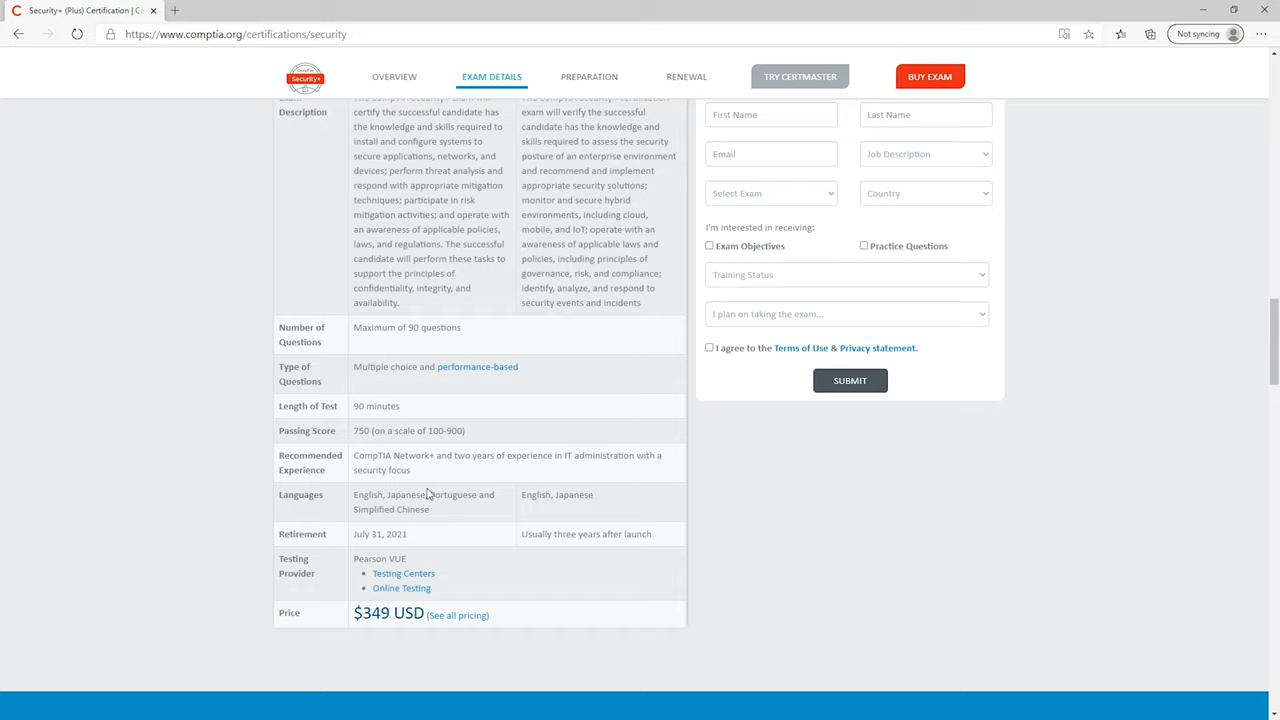 Security+ (Plus) Certification | Co
https://www.comptia.org/certifications/security
Not syncing
CompTIA
Security+
OVERVIEW
EXAM DETAILS
PREPARATION
RENEWAL
TRY CERTMASTER
BUY EXAM
Description
certify the successful candidate has
the knowledge and skills required to
install and configure systems to
secure applications, networks, and
devices; perform threat analysis and
respond with appropriate mitigation
techniques; participate in risk
mitigation activities; and operate with
an awareness of applicable policies,
laws, and regulations. The successful
candidate will perform these tasks to
support the principles of
confidentiality, integrity, and
availability.
exam will verify the successful
candidate has the knowledge and
skills required to assess the security
posture of an enterprise environment
and recommend and implement
appropriate security solutions;
monitor and secure hybrid
environments, including cloud,
mobile, and IoT; operate with an
awareness of applicable laws and
policies, including principles of
governance, risk, and compliance;
identify, analyze, and respond to
security events and incidents
Number of
Questions
Maximum of 90 questions
Type of
Questions
Multiple choice and performance-based
Length of Test
90 minutes
Passing Score
750 (on a scale of 100-900)
Recommended
Experience
CompTIA Network+ and two years of experience in IT administration with a
security focus
Languages
English, Japanese, Portuguese and
Simplified Chinese
English, Japanese
Retirement
July 31, 2021
Usually three years after launch
Testing
Provider
Pearson VUE
• Testing Centers
• Online Testing
Price
$349 USD (See all pricing)
First Name
Last Name
Email
Job Description
Select Exam
Country
I'm interested in receiving:
Exam Objectives
Practice Questions
Training Status
I plan on taking the exam...
I agree to the Terms of Use & Privacy statement.
SUBMIT